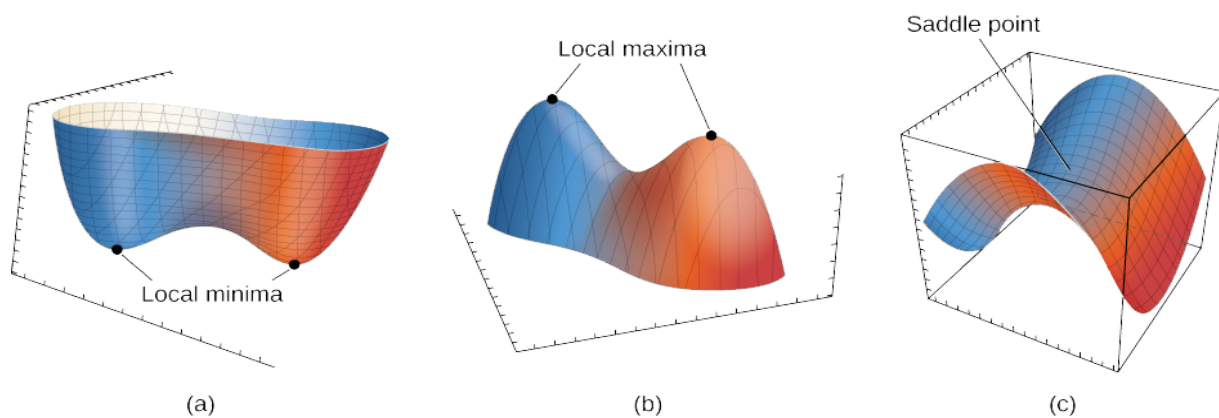 Saddle point
Local maxima
Local minima
(a)
(b)
(c)